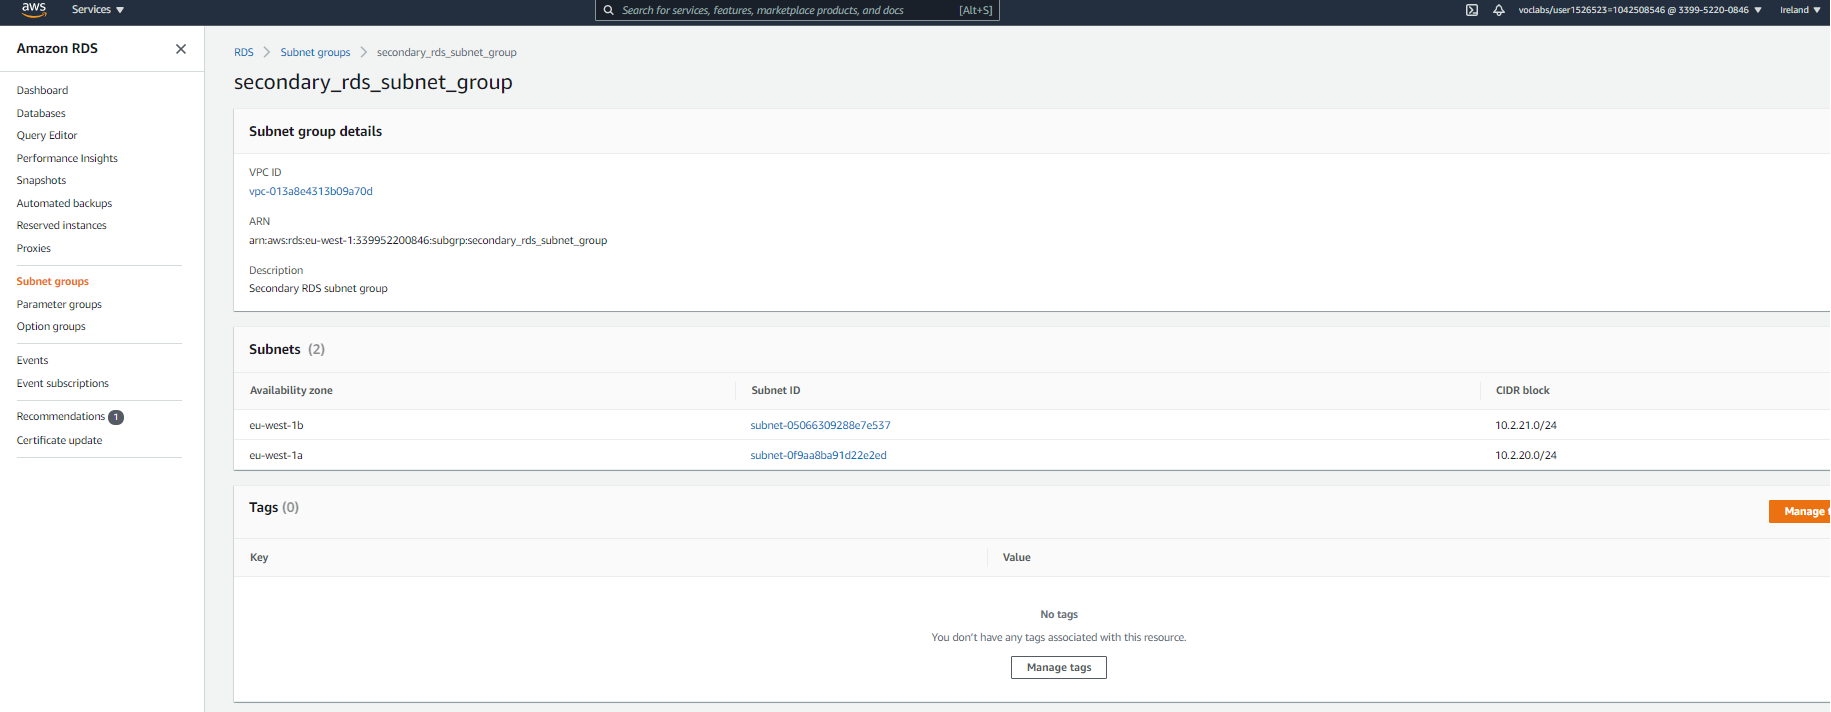 aws
Services
Search for services, features, marketplace products, and docs [Alt+S]
voclabs/user1526523=1042508546 @ 3399-5220-0846
Ireland
Amazon RDS
Dashboard
Databases
Query Editor
Performance Insights
Snapshots
Automated backups
Reserved instances
Proxies
Subnet groups
Parameter groups
Option groups
Events
Event subscriptions
Recommendations 1
Certificate update
RDS > Subnet groups > secondary_rds_subnet_group
secondary_rds_subnet_group
Subnet group details
VPC ID
vpc-013a8e4313b09a70d
ARN
arn:aws:rds:eu-west-1:339952200846:subgrp:secondary_rds_subnet_group
Description
Secondary RDS subnet group
Subnets (2)
Availability zone Subnet ID CIDR block
eu-west-1b subnet-05066309288e7e537 10.2.21.0/24
eu-west-1a subnet-0f9aa8ba91d22e2ed 10.2.20.0/24
Tags (0)
Manage
Key Value
No tags
You don't have any tags associated with this resource.
Manage tags